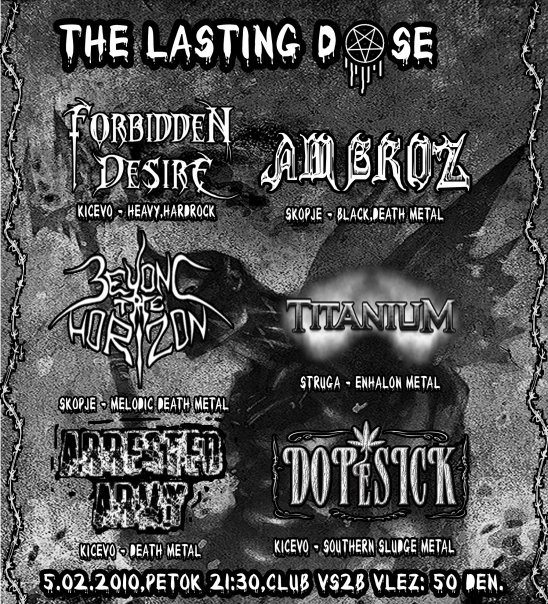 THE LASTING DOSE
FORBIDDEN
DESIRE
KICEVO - HEAVY,HARDROCK
AMBROZ
SKOPJE - BLACK,DEATH METAL
BEYOND
THE
HORIZON
SKOPJE - MELODIC DEATH METAL
TITANIUM
STRUGA - ENHALON METAL
ARRESTED
ARMY
KICEVO - DEATH METAL
DOPESICK
KICEVO - SOUTHERN SLUDGE METAL
5.02.2010,PETOK 21:30,CLUB VS2B VLEZ: 50 DEN.